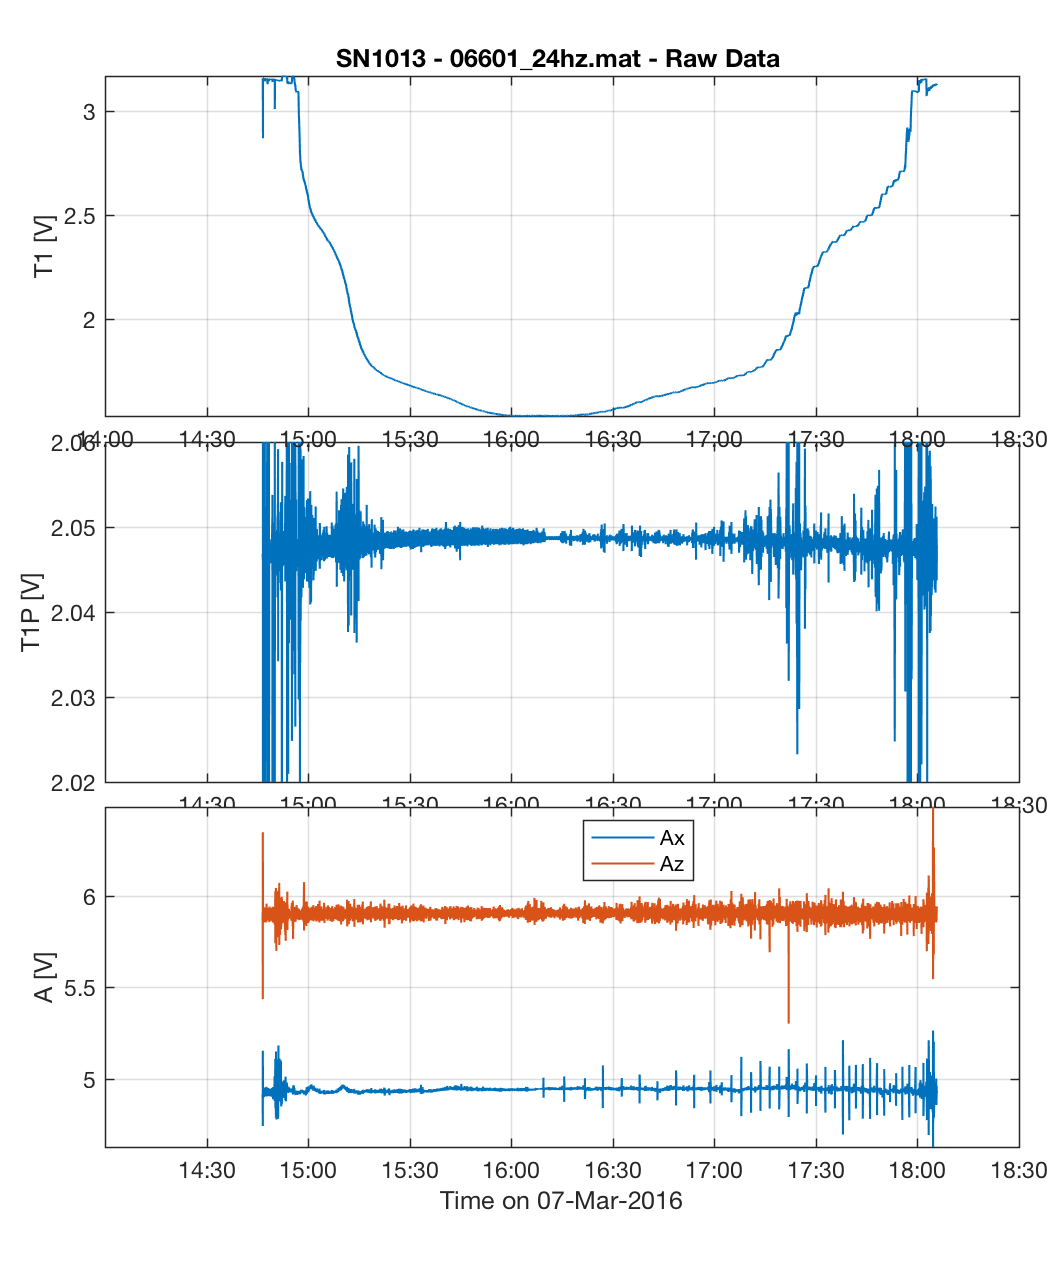 SN1013 - 06601_24hz.mat - Raw Data
T1 [V]
3
2.5
2
14:00 14:30 15:00 15:30 16:00 16:30 17:00 17:30 18:00 18:30
T1P [V]
2.06
2.05
2.04
2.03
2.02
14:30 15:00 15:30 16:00 16:30 17:00 17:30 18:00 18:30
Ax
Az
A [V]
6
5.5
5
14:30 15:00 15:30 16:00 16:30 17:00 17:30 18:00 18:30
Time on 07-Mar-2016